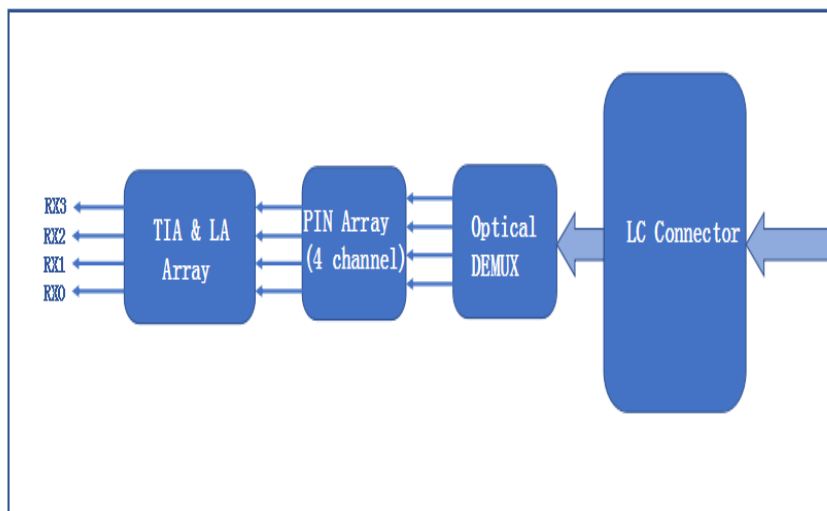 RX3
RX2
RX1
RX0
TIA & LA
Array
PIN Array
(4 channel)
Optical
DEMUX
LC Connector